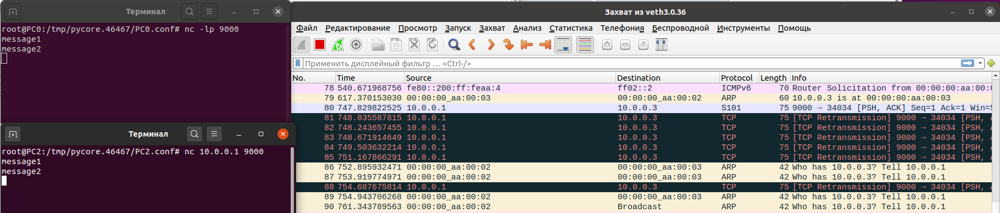 Терминал
root@PC0:/tmp/pycore.46467/PC0.conf# nc -lp 9000
message1
message2
Терминал
root@PC2:/tmp/pycore.46467/PC2.conf# nc 10.0.0.1 9000
message1
message2
Захват из veth3.0.36
Файл Редактирование Просмотр Запуск Захват Анализ Статистика Телефония Беспроводной Инструменты Помощь
Применить дисплейный фильтр … <Ctrl-/>
No. Time Source Destination Protocol Length Info
78 540.671968756 fe80::200:ff:feaa:4 ff02::2 ICMPv6 70 Router Solicitation from 00:00:00:aa:00:0
79 617.370153030 00:00:00_aa:00:03 00:00:00_aa:00:02 ARP 60 10.0.0.3 is at 00:00:00:aa:00:03
80 747.829822525 10.0.0.1 10.0.0.3 S101 75 9000 → 34034 [PSH, ACK] Seq=1 Ack=1 Win=5
81 748.035587815 10.0.0.1 10.0.0.3 TCP 75 [TCP Retransmission] 9000 → 34034 [PSH, A
82 748.243657455 10.0.0.1 10.0.0.3 TCP 75 [TCP Retransmission] 9000 → 34034 [PSH, A
83 748.671914649 10.0.0.1 10.0.0.3 TCP 75 [TCP Retransmission] 9000 → 34034 [PSH, A
84 749.503632214 10.0.0.1 10.0.0.3 TCP 75 [TCP Retransmission] 9000 → 34034 [PSH, A
85 751.167866291 10.0.0.1 10.0.0.3 TCP 75 [TCP Retransmission] 9000 → 34034 [PSH, A
86 752.895932471 00:00:00_aa:00:02 00:00:00_aa:00:03 ARP 42 Who has 10.0.0.3? Tell 10.0.0.1
87 753.919774971 00:00:00_aa:00:02 00:00:00_aa:00:03 ARP 42 Who has 10.0.0.3? Tell 10.0.0.1
88 754.687675814 10.0.0.1 10.0.0.3 TCP 75 [TCP Retransmission] 9000 → 34034 [PSH, A
89 754.943706268 00:00:00_aa:00:02 00:00:00_aa:00:03 ARP 42 Who has 10.0.0.3? Tell 10.0.0.1
90 761.343789563 00:00:00_aa:00:02 Broadcast ARP 42 Who has 10.0.0.3? Tell 10.0.0.1